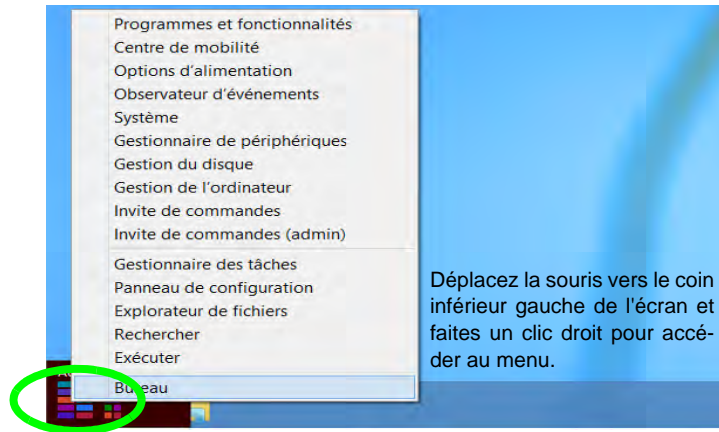 Programmes et fonctionnalités
Centre de mobilité
Options d'alimentation
Observateur d'événements
Système
Gestionnaire de périphériques
Gestion du disque
Gestion de l'ordinateur
Invite de commandes
Invite de commandes (admin)
Gestionnaire des tâches
Panneau de configuration
Explorateur de fichiers
Rechercher
Exécuter
Bureau
Déplacez la souris vers le coin
inférieur gauche de l'écran et
faites un clic droit pour accé-
der au menu.